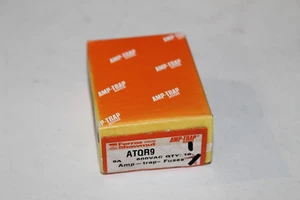 AMP-TRAP
AMP-TRAP
AMP-TRAP
AMP-TRAP
Ferraz
Shawmut
AMP-TRAP
ATQR9
9A 600VAC QTY: 10
Amp-trap Fuses